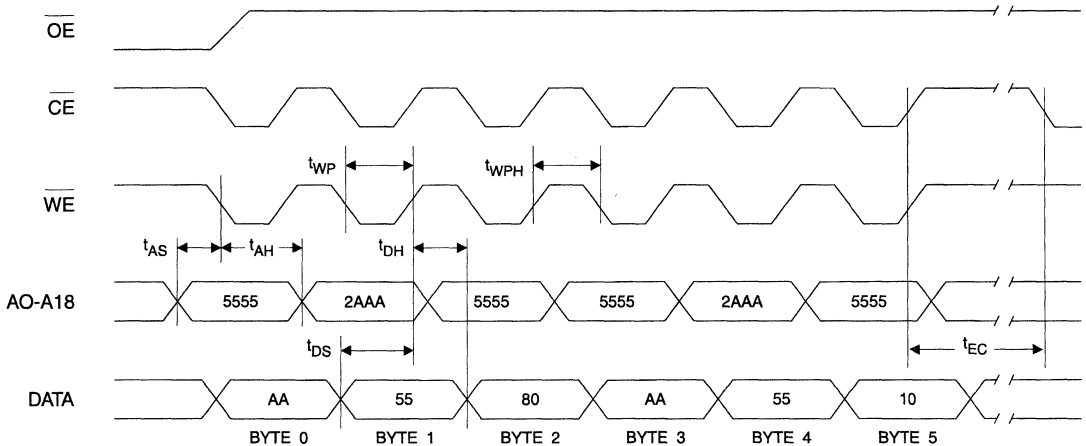 OE
CE
tWP
tWPH
WE
tAS
tAH
tDH
AO-A18
5555
2AAA
5555
5555
2AAA
5555
tDS
tEC
DATA
AA
55
80
AA
55
10
BYTE 0
BYTE 1
BYTE 2
BYTE 3
BYTE 4
BYTE 5